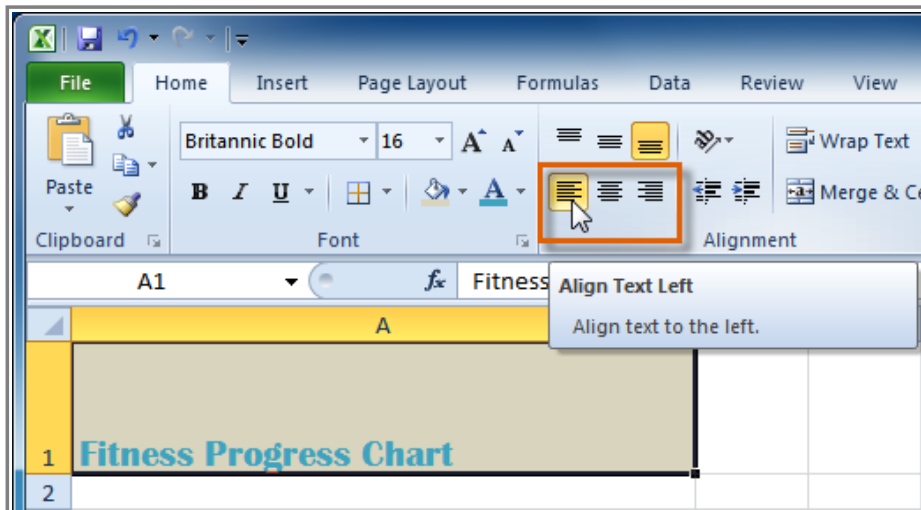 File Home Insert Page Layout Formulas Data Review View
Britannic Bold 16 A A Wrap Text
Paste B I U A Merge & Ce
Clipboard Font Alignment
A1 fx Fitness
Align Text Left
Align text to the left.
A
1 Fitness Progress Chart
2